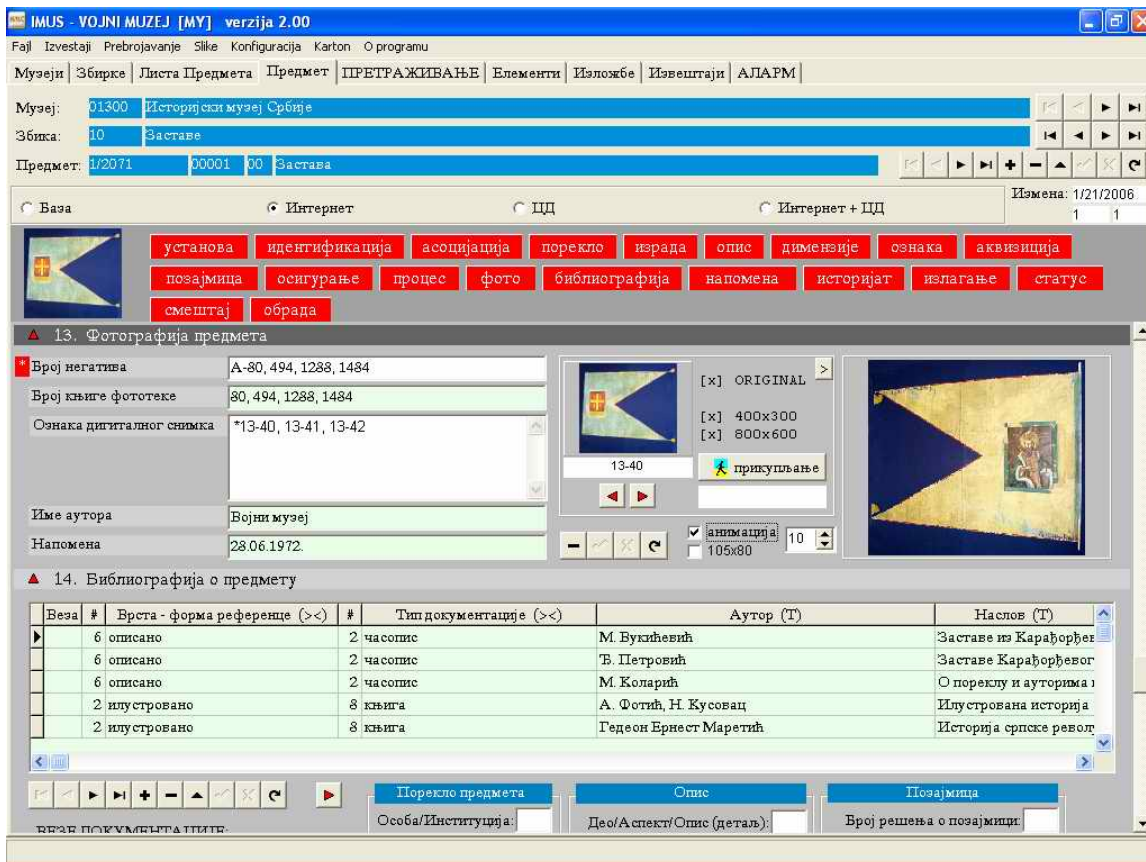 IMUS - VOJNI MUZEJ [MY] verzija 2.00
Fajl Izvestaji Prebrojavanje Slike Konfiguracija Karton O programu
Музеји Збирке Листа Предмета Предмет ПРЕТРАЖИВАЊЕ Елементи Изложбе Извештаји АЛАРМ
Музеј: 01300 Историјски музеј Србије
Збика: 10 Заставе
Предмет: 1/2071 00001 00 Застава
База Интернет ЦД Интернет + ЦД Измена: 1/21/2006
1 1
установа идентификација асоцијација порекло израда опис димензије ознака аквизиција
позајмица осигурање процес фото библиографија напомена историјат излагање статус
смештај обрада
13. Фотографија предмета
* Број негатива А-80, 494, 1288, 1484
Број књиге фототеке 80, 494, 1288, 1484
Ознака дигиталног снимка *13-40, 13-41, 13-42
[x] ORIGINAL >
[x] 400x300
[x] 800x600
13-40 прикупљање
Име аутора Војни музеј
Напомена 28.06.1972.
анимација 10
105x80
14. Библиографија о предмету
Веза # Врста - форма референце (><) # Тип документације (><) Аутор (Т) Наслов (Т)
6 описано 2 часопис М. Вукићевић Заставе из Карађорђев
6 описано 2 часопис Ђ. Петровић Заставе Карађорђевог
6 описано 2 часопис М. Коларић О пореклу и ауторима
2 илустровано 8 књига А. Фотић, Н. Кусовац Илустрована историја
2 илустровано 8 књига Гедеон Ернест Маретић Историја српске револ
Порекло предмета Опис Позајмица
Особа/Институција: Део/Аспект/Опис (детаљ): Број решења о позајмици:
ВЕЗЕ ДОКУМЕНТАЦИЈЕ: